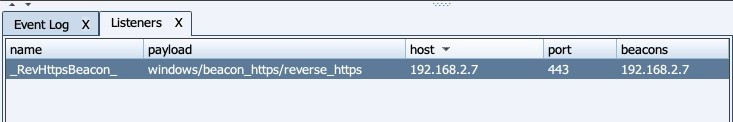 Event Log X Listeners X
name payload host port beacons
_RevHttpsBeacon_ windows/beacon_https/reverse_https 192.168.2.7 443 192.168.2.7